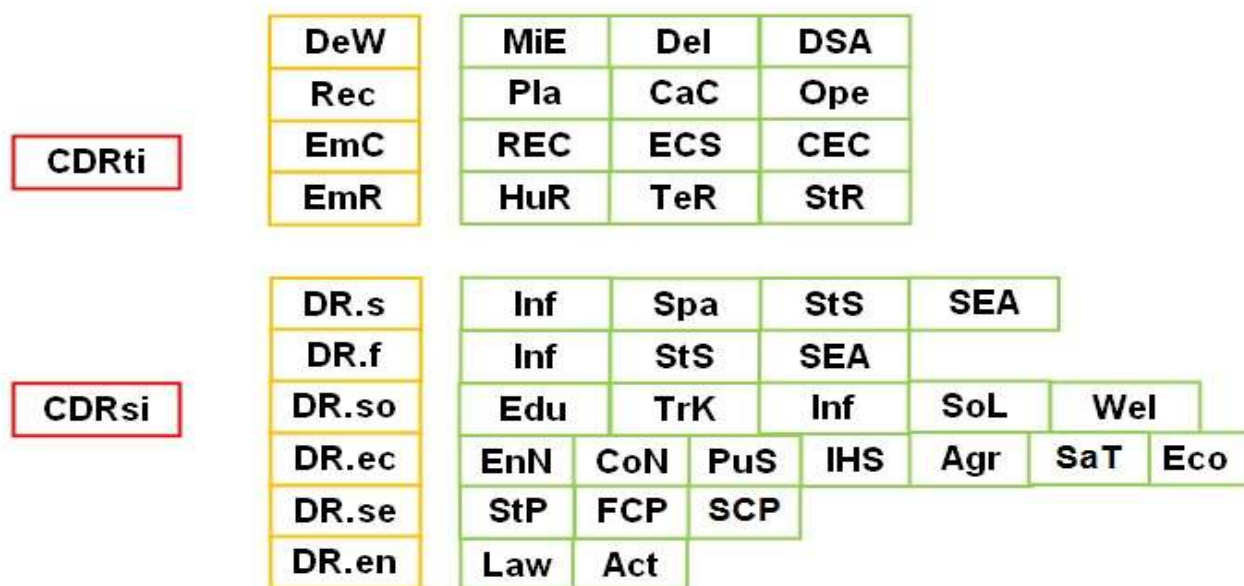 DeW MiE Del DSA
Rec Pla CaC Ope
CDRti
EmC REC ECS CEC
EmR HuR TeR StR
DR.s Inf Spa StS SEA
DR.f Inf StS SEA
CDRsi
DR.so Edu TrK Inf SoL Wel
DR.ec EnN CoN PuS IHS Agr SaT Eco
DR.se StP FCP SCP
DR.en Law Act